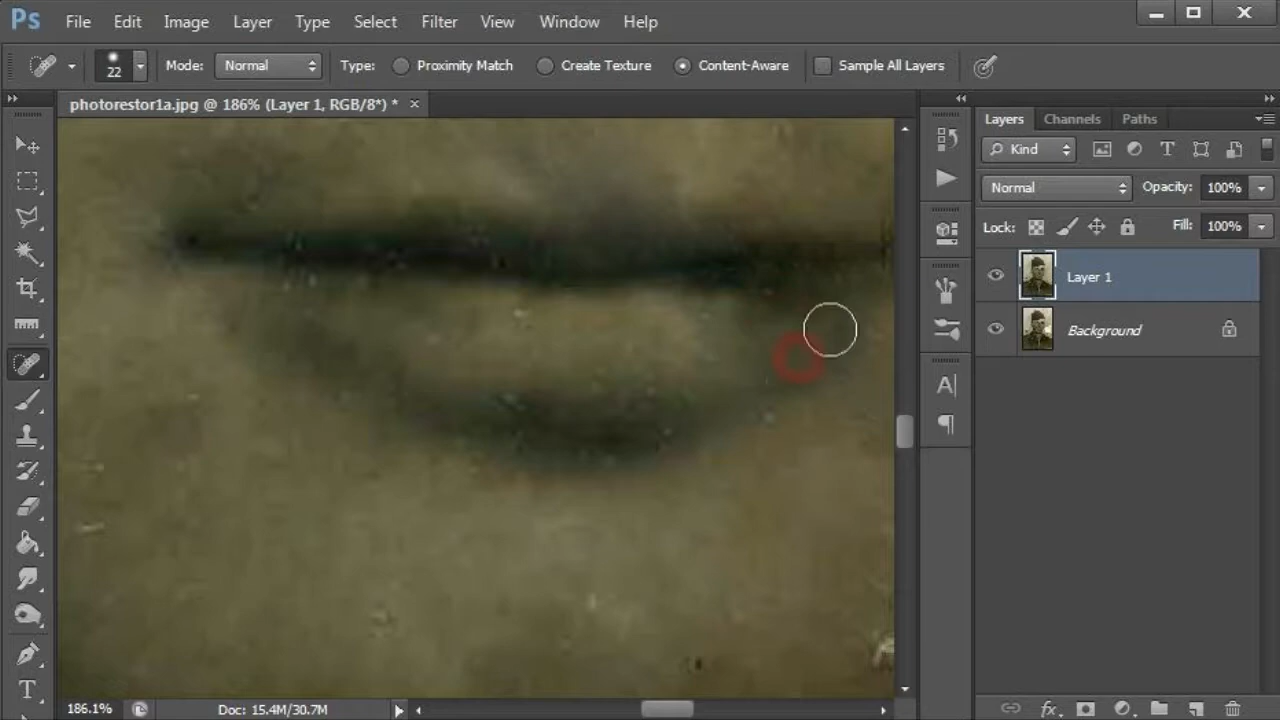 Ps File Edit Image Layer Type Select Filter View Window Help
22 Mode: Normal Type: Proximity Match Create Texture Content-Aware Sample All Layers
photorestor1a.jpg @ 186% (Layer 1, RGB/8*) *
Layers Channels Paths
Kind
Normal Opacity: 100%
Lock: Fill: 100%
Layer 1
Background
186.1% Doc: 15.4M/30.7M